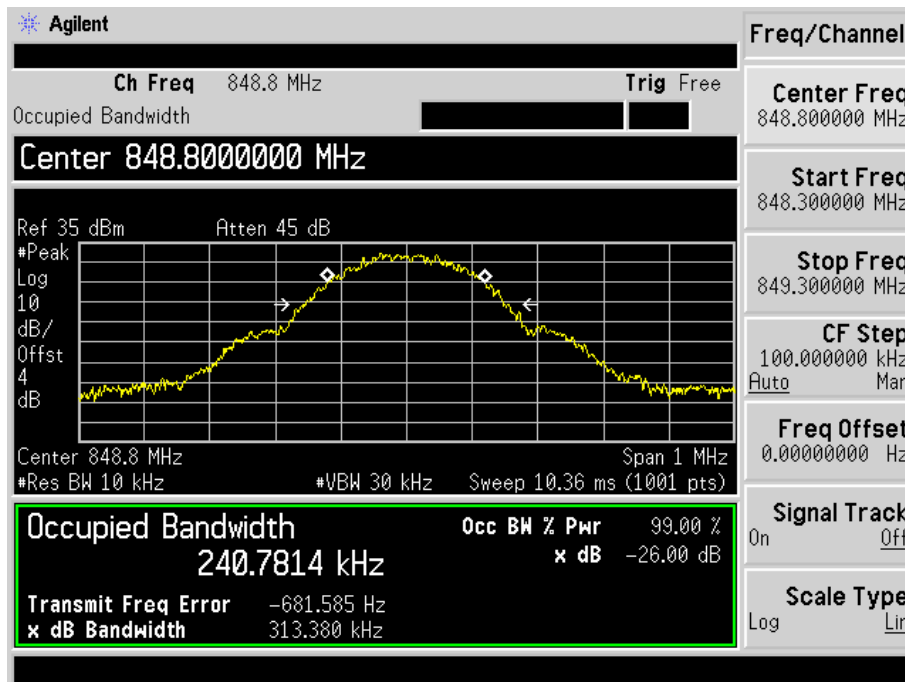 Agilent
Freq/Channel
Ch Freq 848.8 MHz Trig Free
Occupied Bandwidth
Center 848.8000000 MHz
Ref 35 dBm Atten 45 dB
#Peak
Log
10
dB/
Offst
4
dB
Center 848.8 MHz Span 1 MHz
#Res BW 10 kHz #VBW 30 kHz Sweep 10.36 ms (1001 pts)
Occupied Bandwidth
240.7814 kHz
Occ BW % Pwr 99.00 %
x dB -26.00 dB
Transmit Freq Error -681.585 Hz
x dB Bandwidth 313.380 kHz
Center Freq
848.800000 MHz
Start Freq
848.300000 MHz
Stop Freq
849.300000 MHz
CF Step
100.000000 kHz
Auto Man
Freq Offset
0.00000000 Hz
Signal Track
On Off
Scale Type
Log Lin